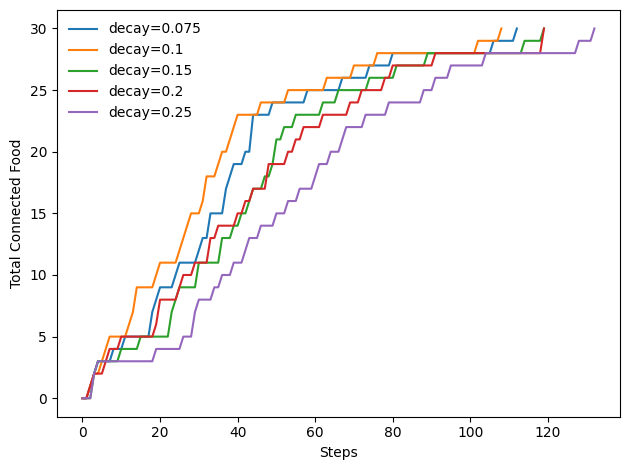 decay=0.075
decay=0.1
decay=0.15
decay=0.2
decay=0.25
30
25
20
15
10
5
0
Total Connected Food
0 20 40 60 80 100 120
Steps